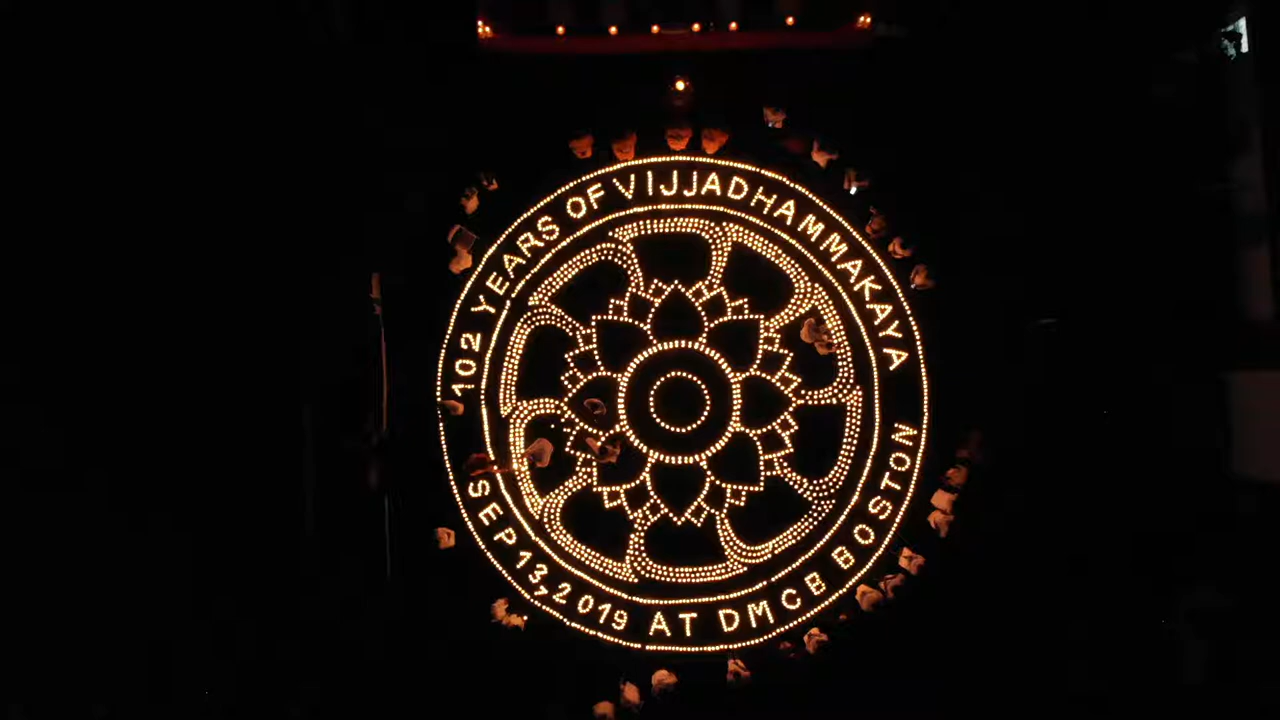 102 YEARS OF VIJJADHAMMAKAYA
SEP 13,2019 AT DMCB BOSTON